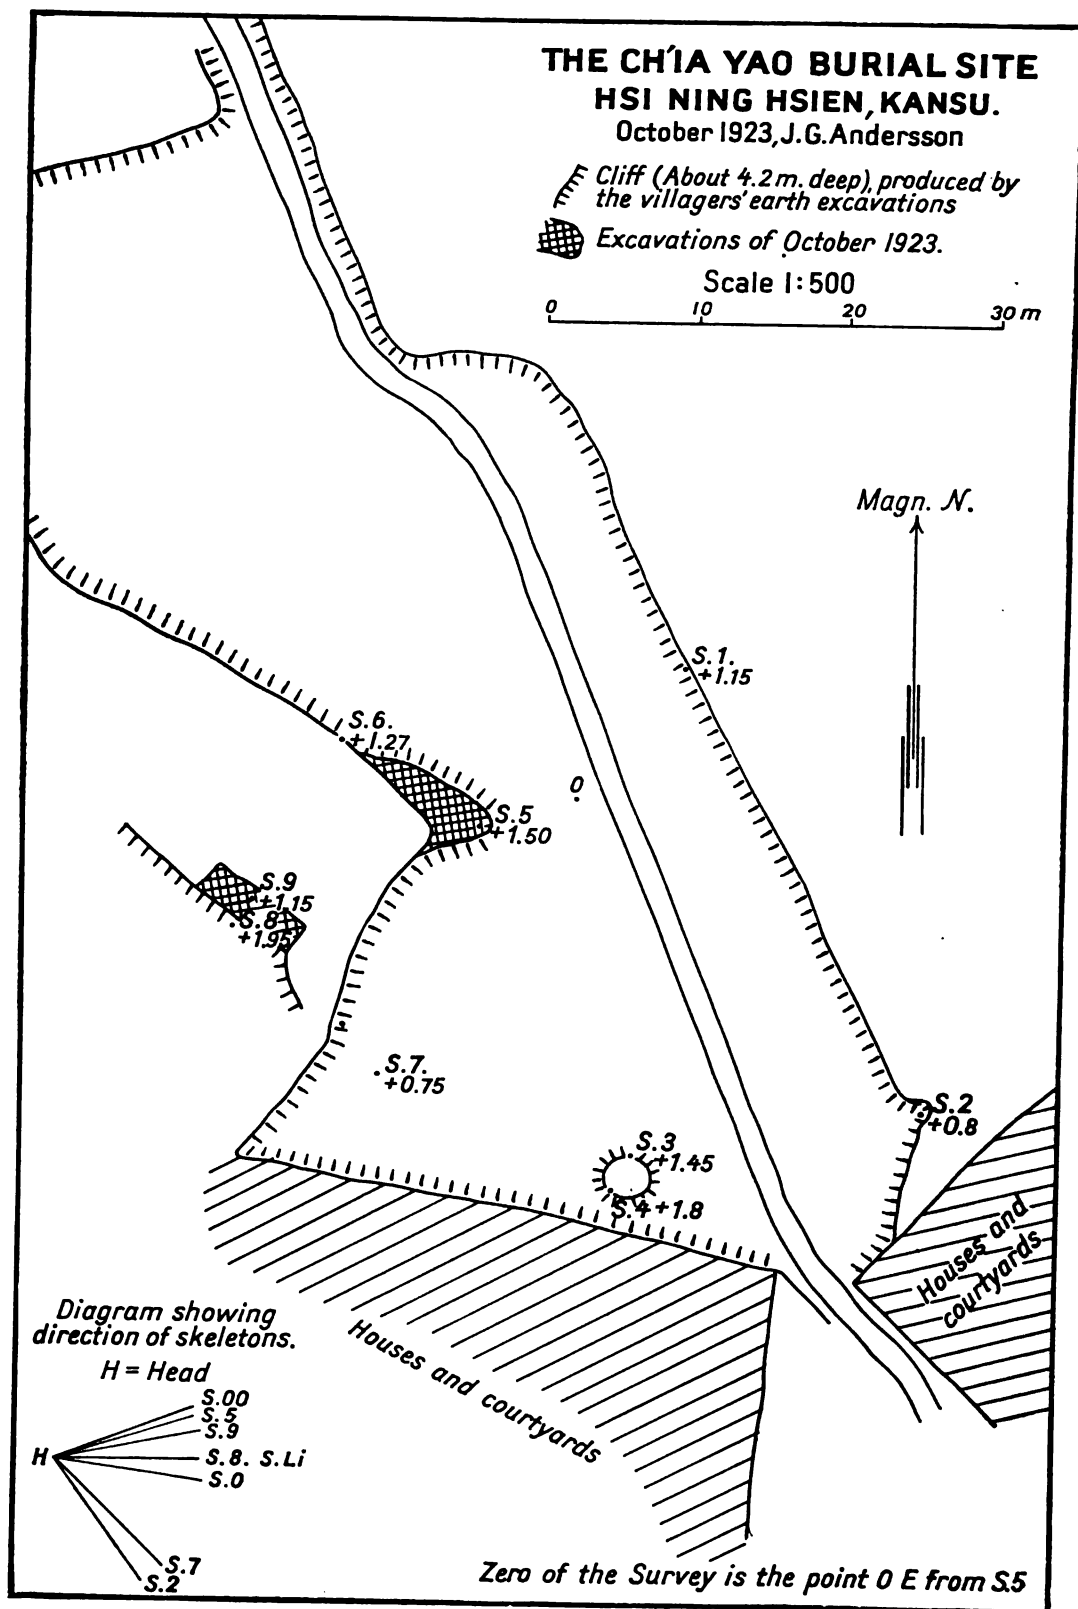 THE CH'IA YAO BURIAL SITE
HSI NING HSIEN, KANSU.
October 1923, J.G. Andersson
Cliff (About 4.2 m. deep), produced by
the villagers' earth excavations
Excavations of October 1923.
Scale 1:500
0 10 20 30 m
Magn. N.
S.1.
+1.15
S.6.
+1.27
0
S.5
+1.50
S.9
+1.15
S.8
+1.95
S.7.
+0.75
S.2
+0.8
S.3
+1.45
S.4 +1.8
Houses and
courtyards
Houses and courtyards
Diagram showing
direction of skeletons.
H = Head
S.00
S.5
S.9
H
S.8. S.Li
S.0
S.7
S.2
Zero of the Survey is the point 0 E from S.5